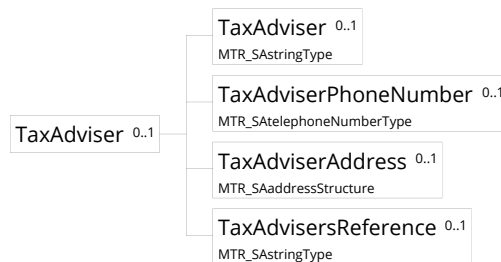 TaxAdviser 0..1
TaxAdviser 0..1
MTR_SAstringType
TaxAdviserPhoneNumber 0..1
MTR_SAtelephoneNumberType
TaxAdviserAddress 0..1
MTR_SAaddressStructure
TaxAdvisersReference 0..1
MTR_SAstringType